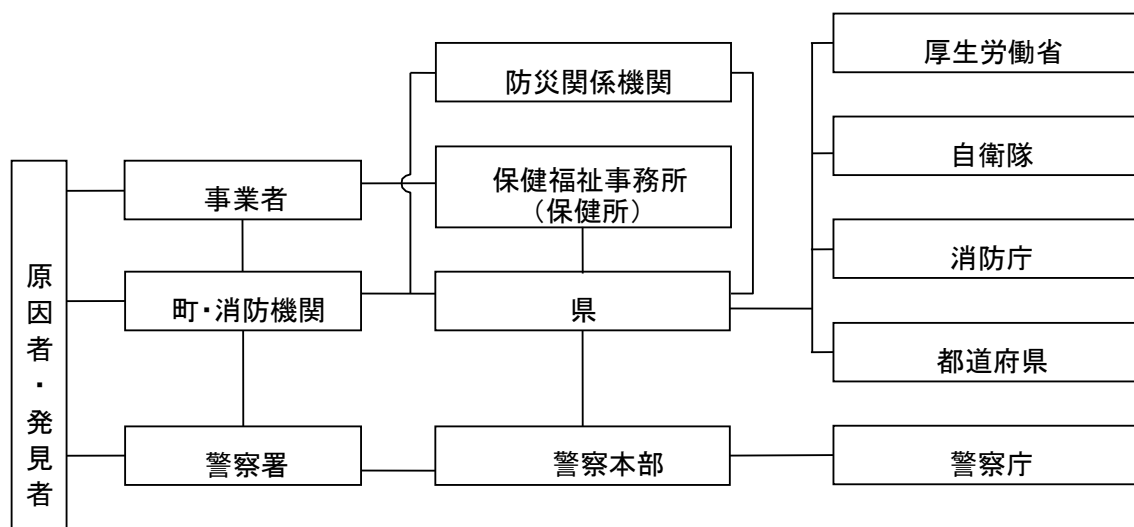 原因者・発見者
事業者
町・消防機関
警察署
防災関係機関
保健福祉事務所
（保健所）
県
警察本部
厚生労働省
自衛隊
消防庁
都道府県
警察庁